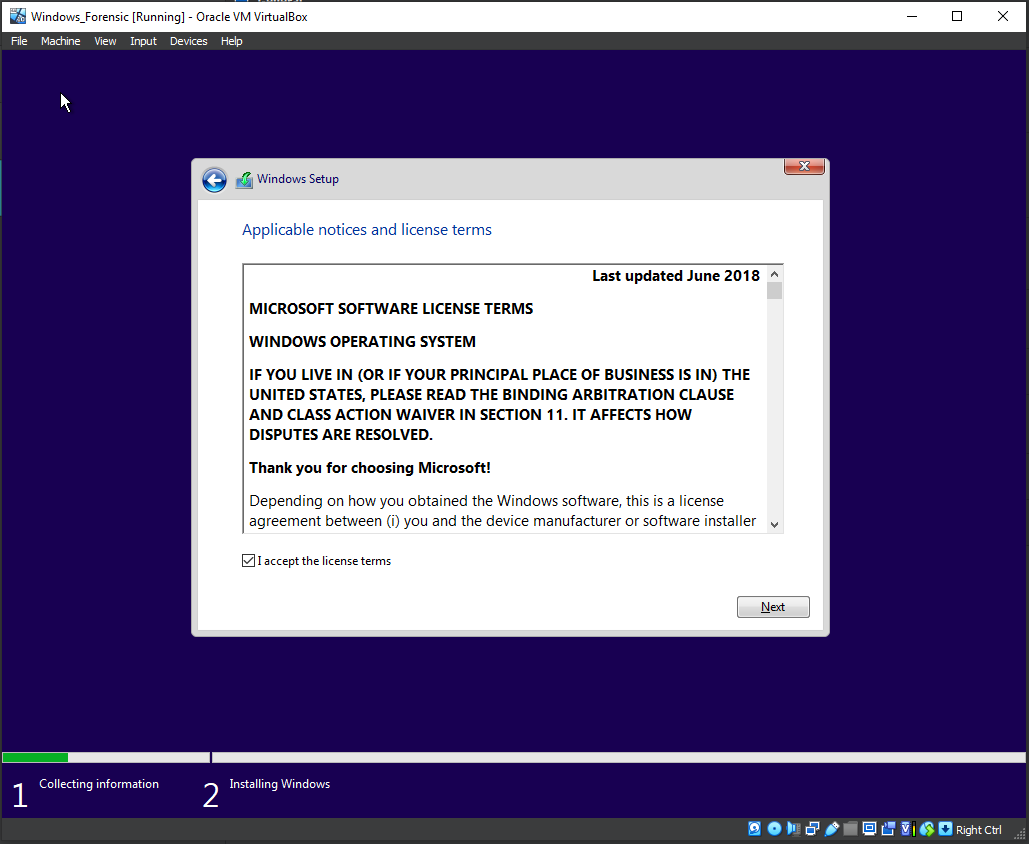 Windows_Forensic [Running] - Oracle VM VirtualBox
File Machine View Input Devices Help
Windows Setup
Applicable notices and license terms
Last updated June 2018
MICROSOFT SOFTWARE LICENSE TERMS
WINDOWS OPERATING SYSTEM
IF YOU LIVE IN (OR IF YOUR PRINCIPAL PLACE OF BUSINESS IS IN) THE
UNITED STATES, PLEASE READ THE BINDING ARBITRATION CLAUSE
AND CLASS ACTION WAIVER IN SECTION 11. IT AFFECTS HOW
DISPUTES ARE RESOLVED.
Thank you for choosing Microsoft!
Depending on how you obtained the Windows software, this is a license
agreement between (i) you and the device manufacturer or software installer
I accept the license terms
Next
1 Collecting information
2 Installing Windows
Right Ctrl